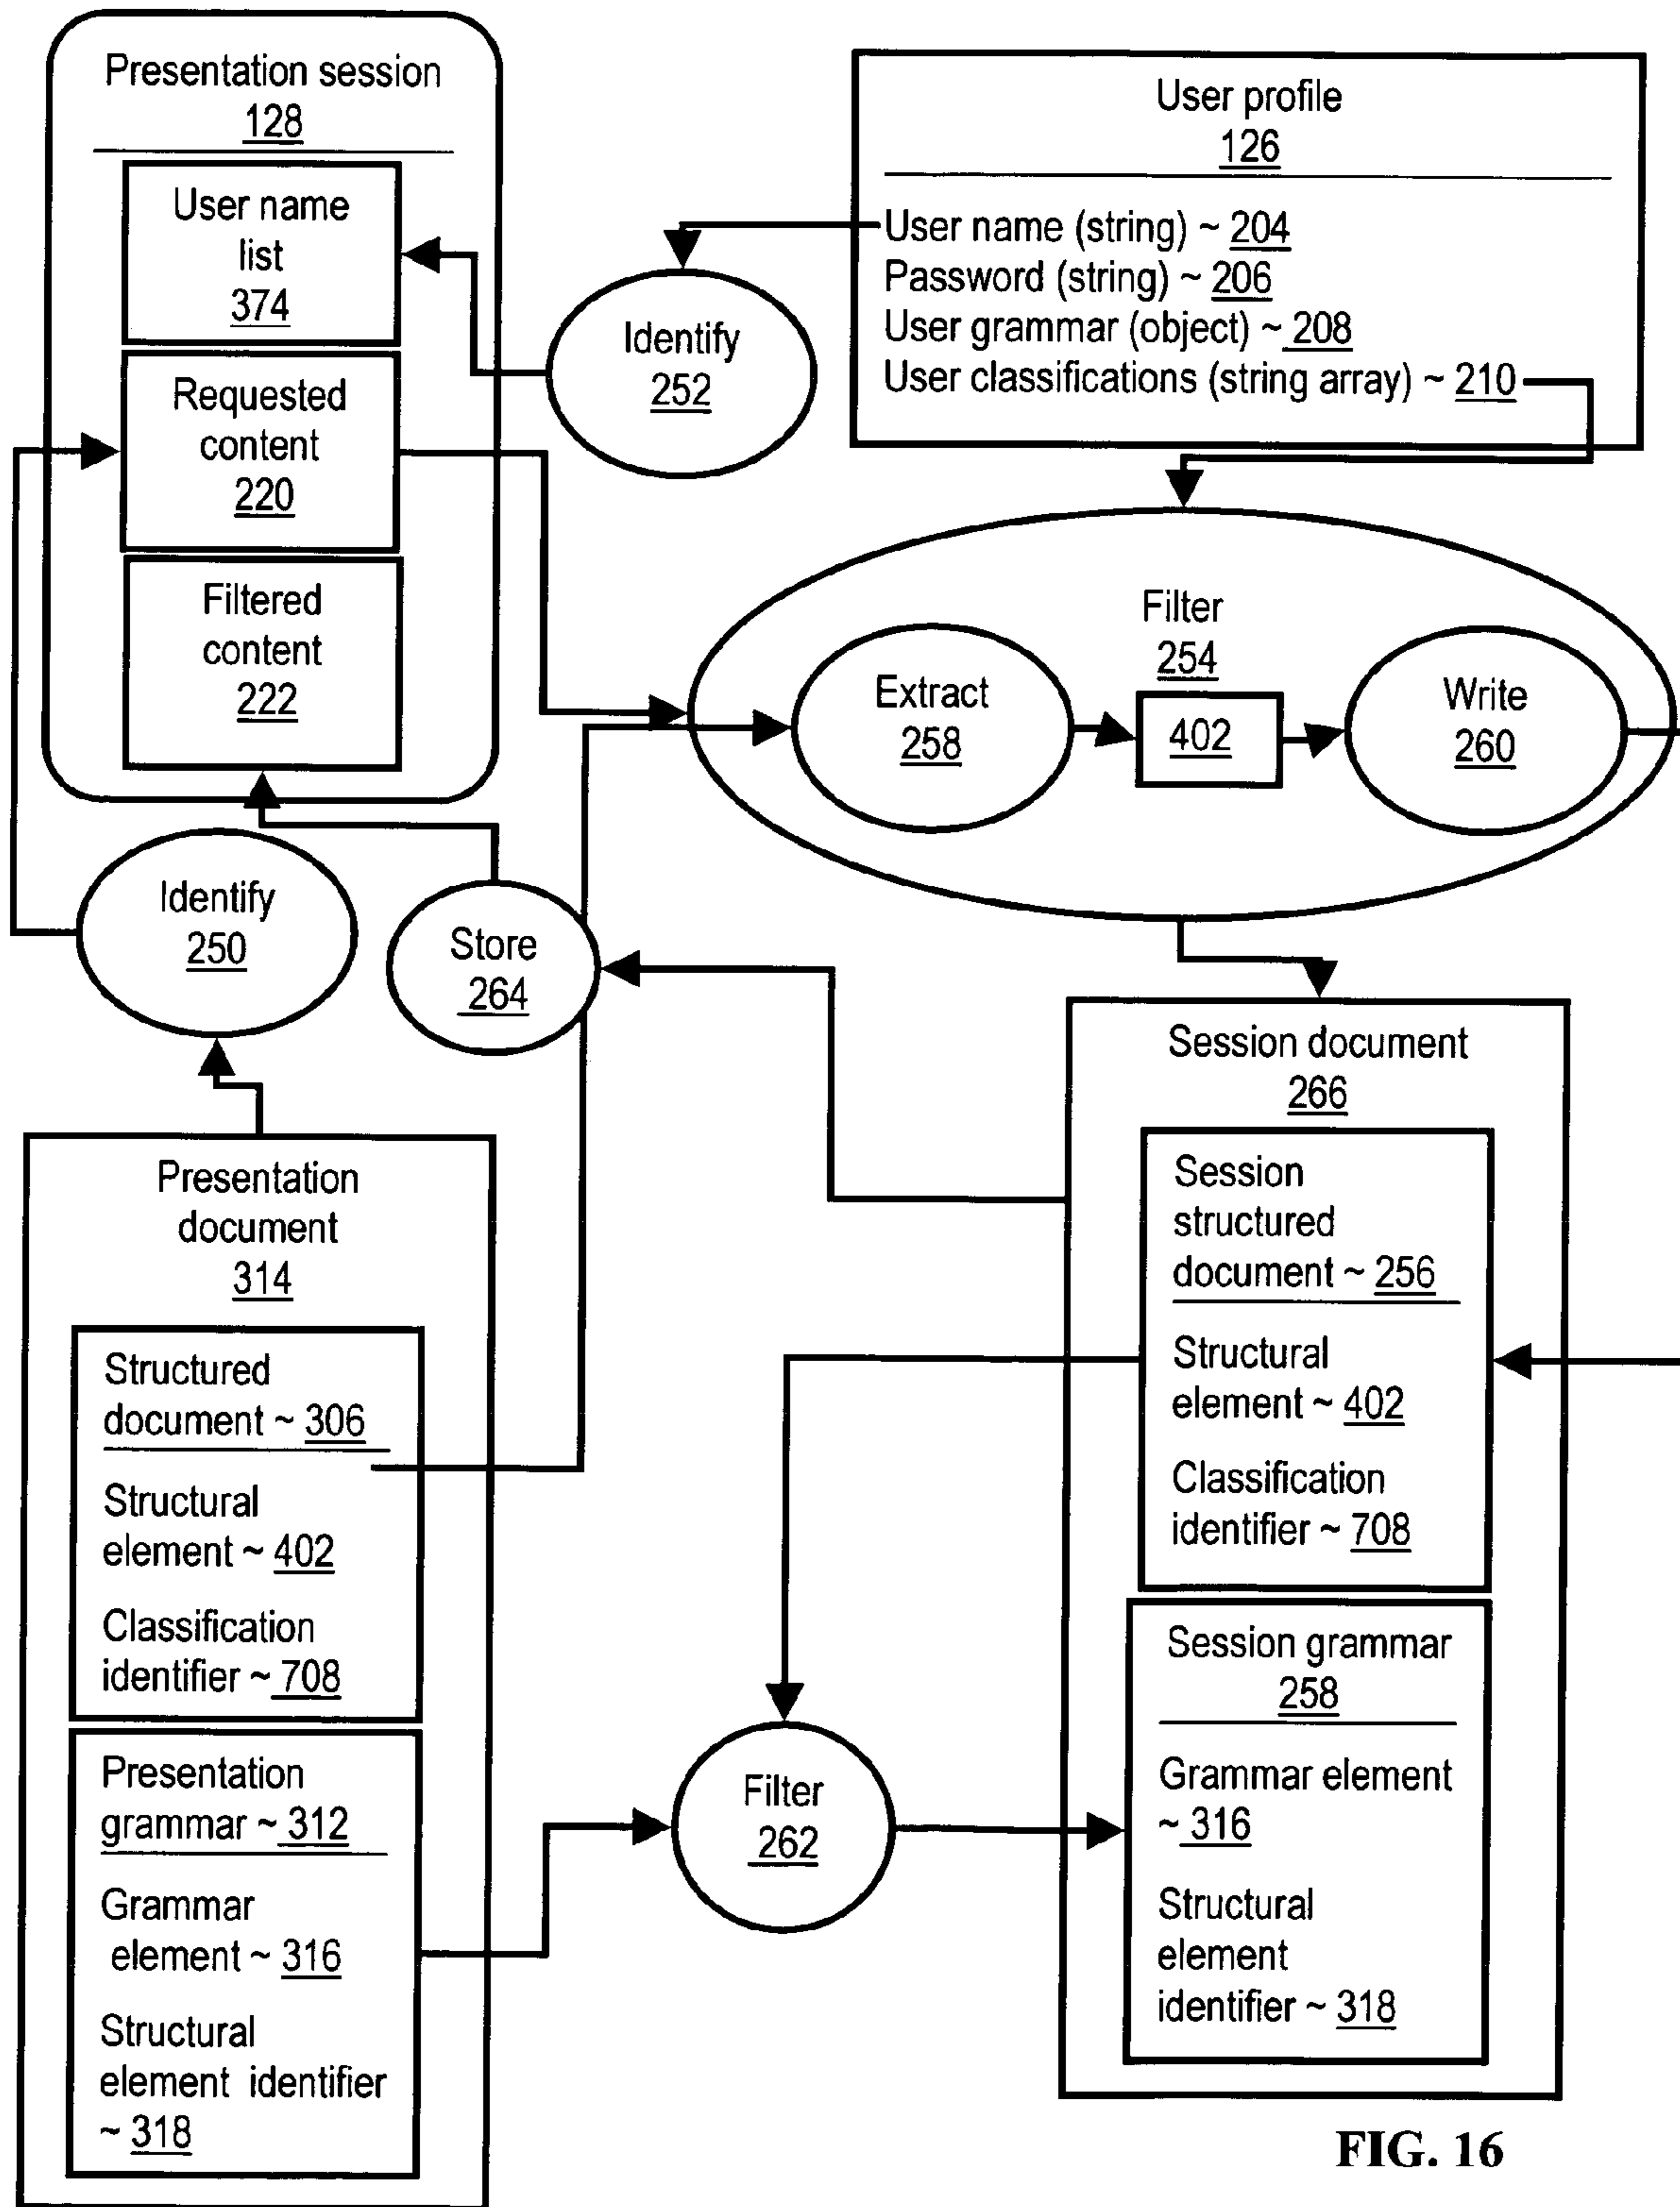 Presentation session
128
User name
list
374
Requested
content
220
Filtered
content
222
User profile
126
User name (string) ~ 204
Password (string) ~ 206
User grammar (object) ~ 208
User classifications (string array) ~ 210
Identify
252
Filter
254
Extract
258
402
Write
260
Identify
250
Store
264
Session document
266
Session
structured
document ~ 256
Structural
element ~ 402
Classification
identifier ~ 708
Session grammar
258
Grammar element
~ 316
Structural
element
identifier ~ 318
Presentation
document
314
Structured
document ~ 306
Structural
element ~ 402
Classification
identifier ~ 708
Presentation
grammar ~ 312
Grammar
element ~ 316
Structural
element identifier
~ 318
Filter
262
FIG. 16